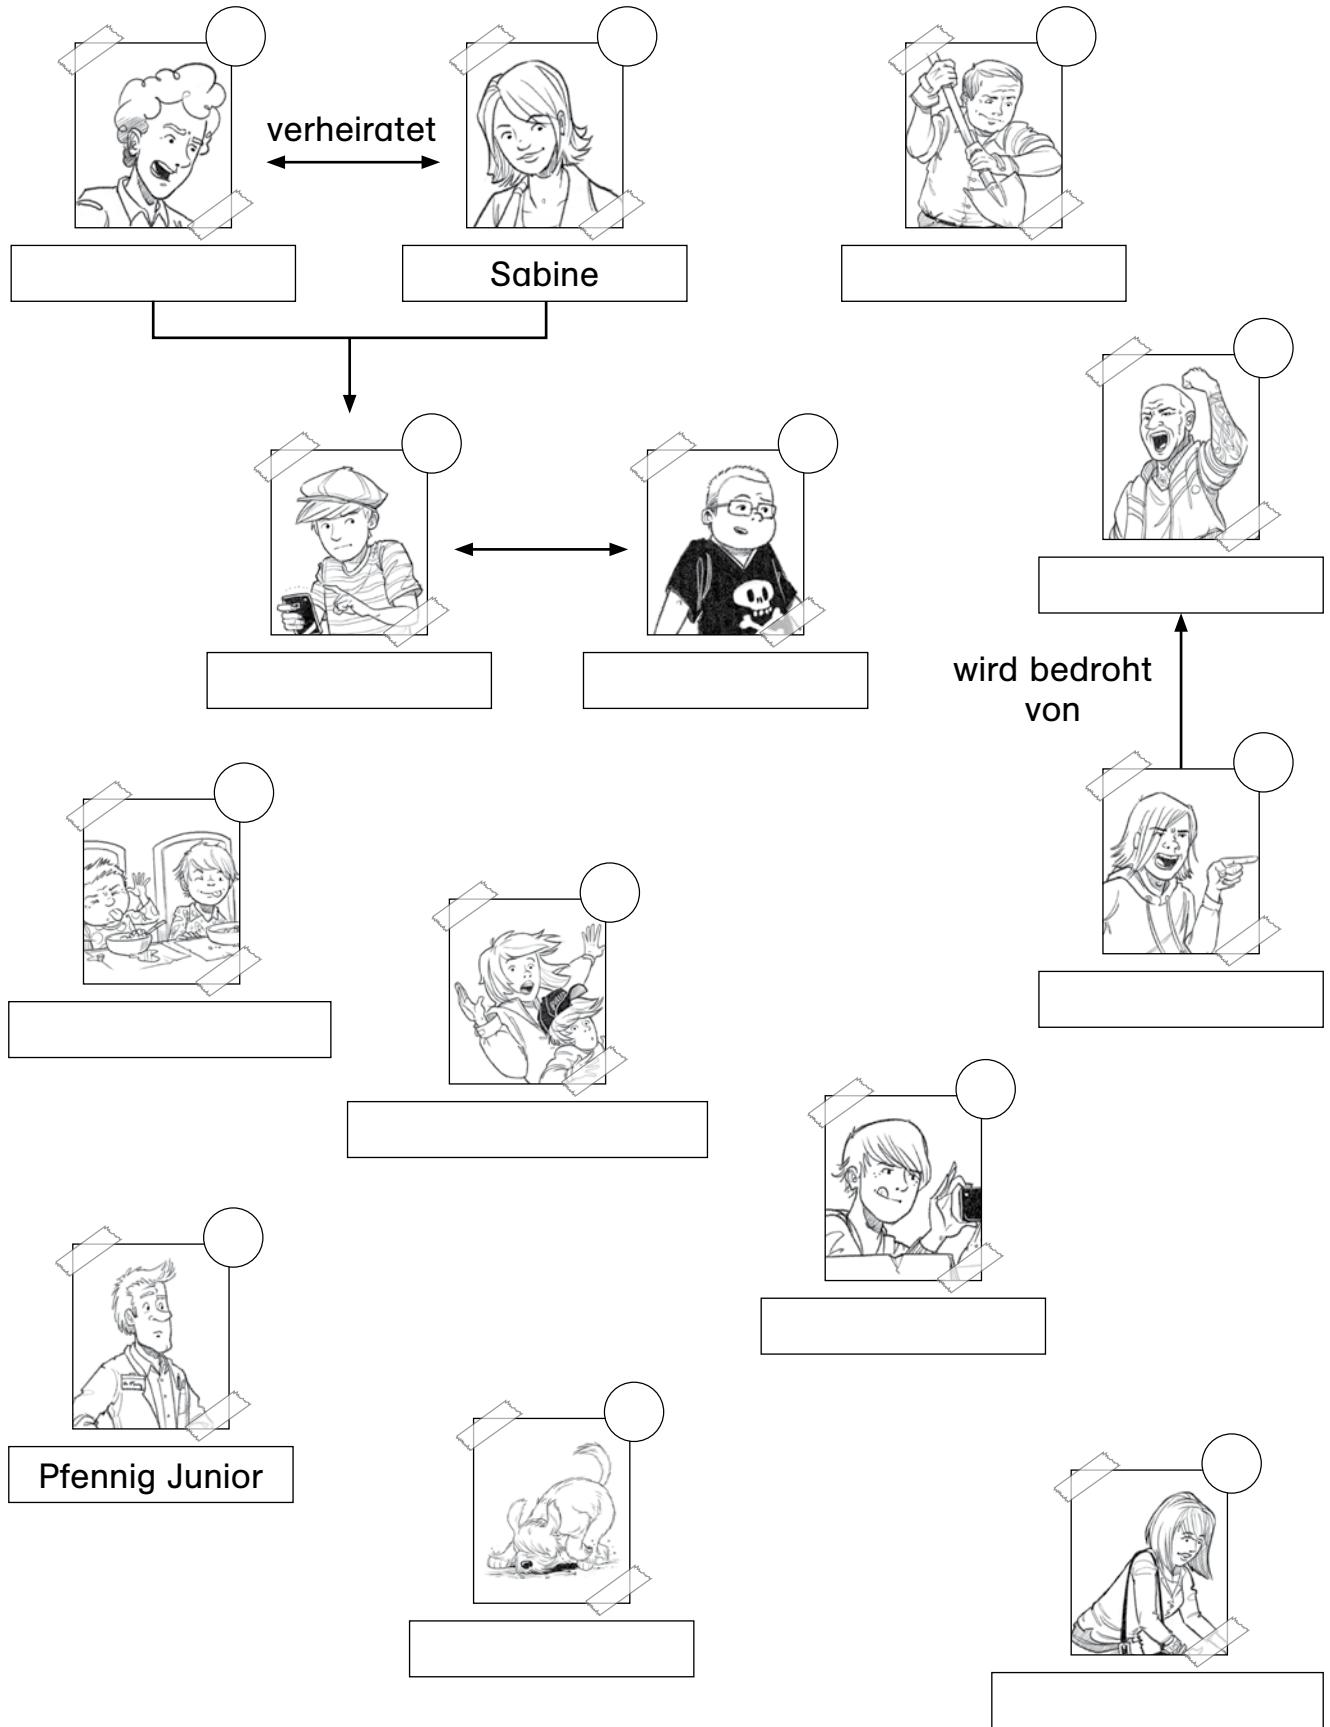 verheiratet
Sabine
wird bedroht
von
Pfennig Junior